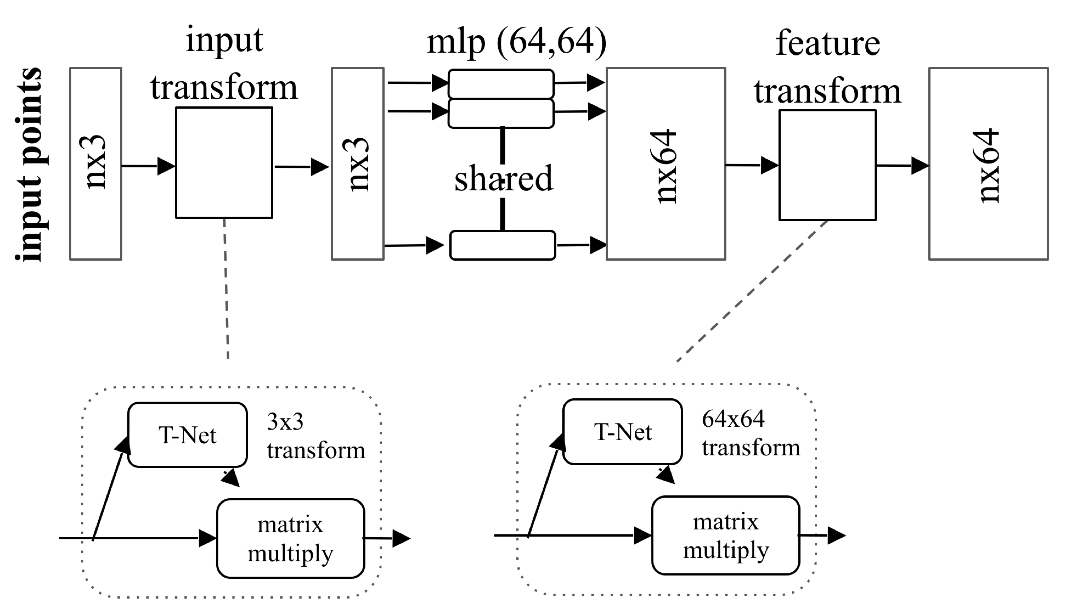 input points
nx3
input
transform
nx3
mlp (64,64)
shared
nx64
feature
transform
nx64
T-Net
3x3
transform
matrix
multiply
T-Net
64x64
transform
matrix
multiply